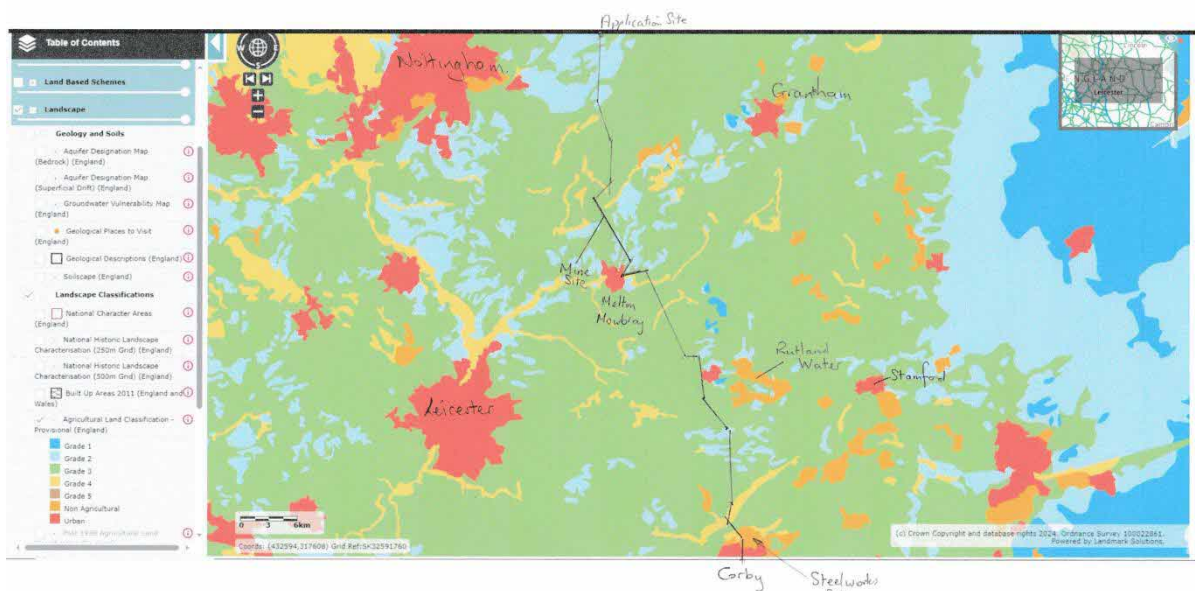 Application Site
Table of Contents
Land Based Schemes
Landscape
Geology and Soils
Aquifer Designation Map
(Bedrock) (England)
Aquifer Designation Map
(Superficial Drift) (England)
Groundwater Vulnerability Map
(England)
Geological Places to Visit
(England)
Geological Descriptions (England)
Soilscape (England)
Landscape Classifications
National Character Areas
(England)
National Historic Landscape
Characterisation (250m Grid) (England)
National Historic Landscape
Characterisation (500m Grid) (England)
Built Up Areas 2011 (England and
Wales)
Agricultural Land Classification -
Provisional (England)
Grade 1
Grade 2
Grade 3
Grade 4
Grade 5
Non Agricultural
Urban
Post 1988 Agricultural Land
W
E
S
Nottingham.
Grantham
ENGLAND
Leicester
Mine
Site
Melton
Mowbray
Rutland
Water
Stamford
Leicester
0 3 6km
Coords: (432594,317608) Grid Ref:SK32591760
(c) Crown Copyright and database rights 2024. Ordnance Survey 100022861.
Powered by Landmark Solutions.
Corby
Steelworks